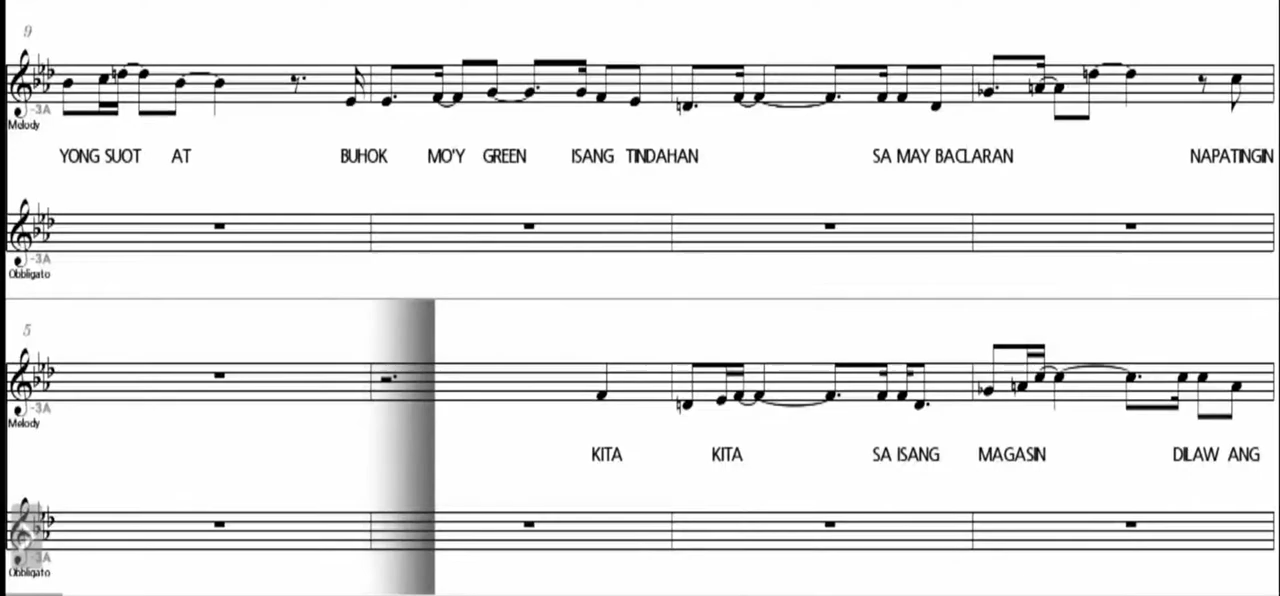 9
-3A
Melody
YONG SUOT AT BUHOK MO'Y GREEN ISANG TINDAHAN SA MAY BACLARAN NAPATINGIN
-3A
Obbligato
5
-3A
Melody
KITA KITA SA ISANG MAGASIN DILAW ANG
-3A
Obbligato